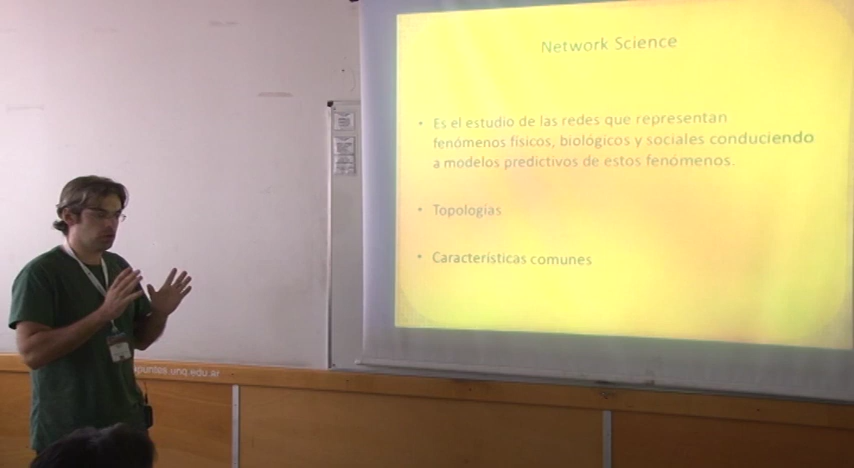 Network Science
• Es el estudio de las redes que representan
fenómenos físicos, biológicos y sociales conduciendo
a modelos predictivos de estos fenómenos.
• Topologías
• Características comunes
apuntes.unq.edu.ar